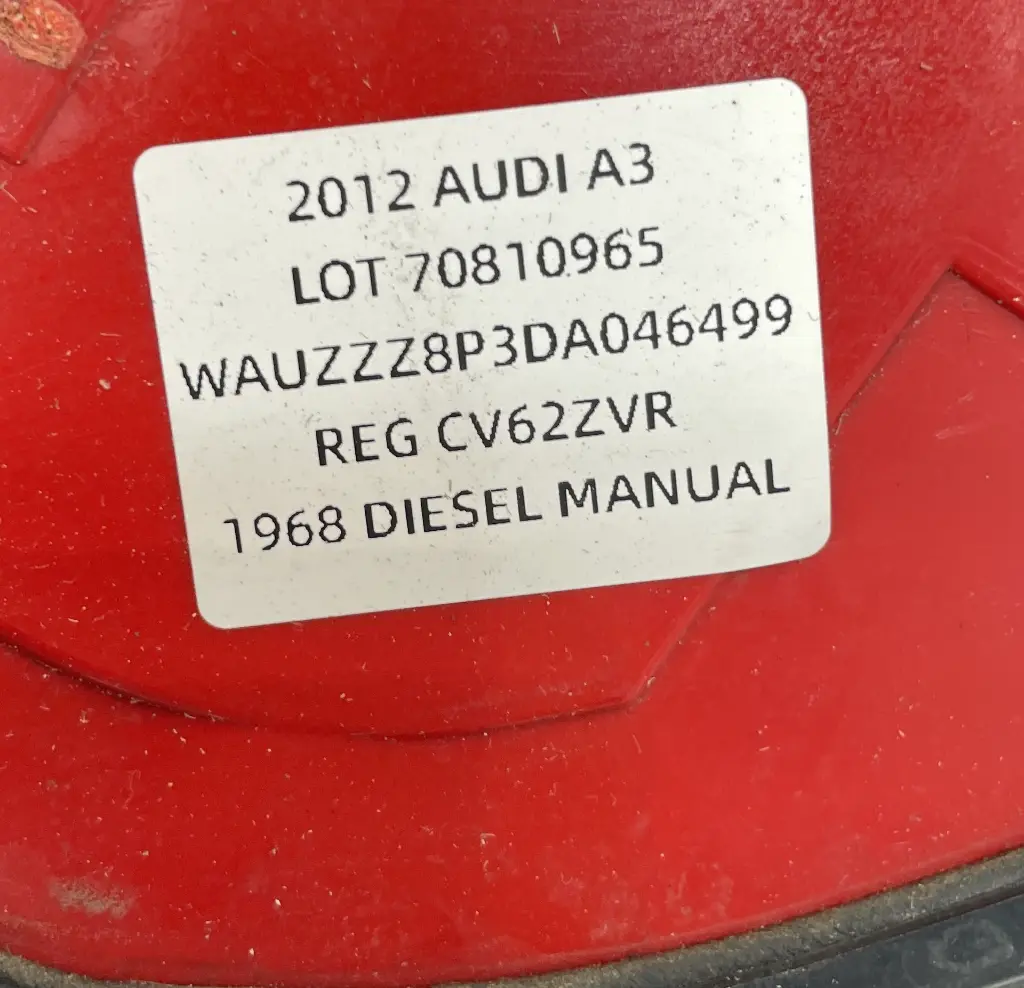 2012 AUDI A3
LOT 70810965
WAUZZZ8P3DA046499
REG CV62ZVR
1968 DIESEL MANUAL